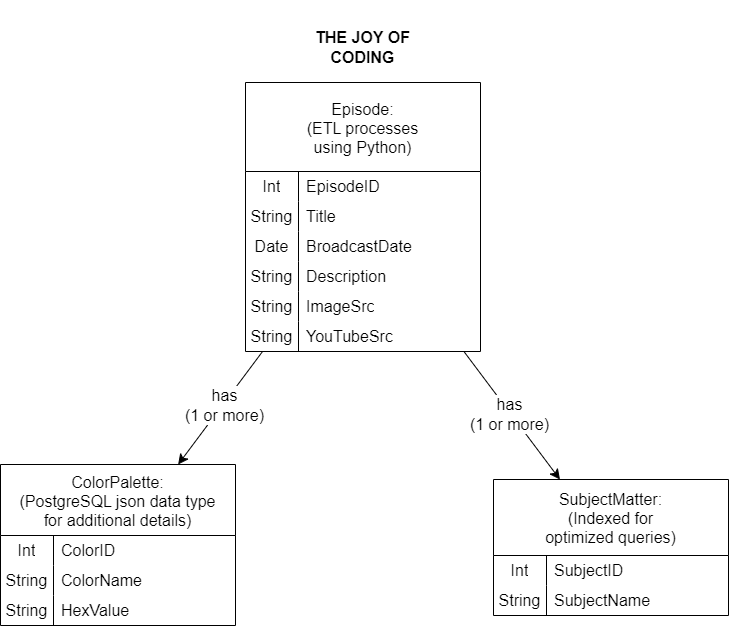 THE JOY OF
CODING
Episode:
(ETL processes
using Python)
Int EpisodeID
String Title
Date BroadcastDate
String Description
String ImageSrc
String YouTubeSrc
has
(1 or more)
has
(1 or more)
ColorPalette:
(PostgreSQL json data type
for additional details)
Int ColorID
String ColorName
String HexValue
SubjectMatter:
(Indexed for
optimized queries)
Int SubjectID
String SubjectName